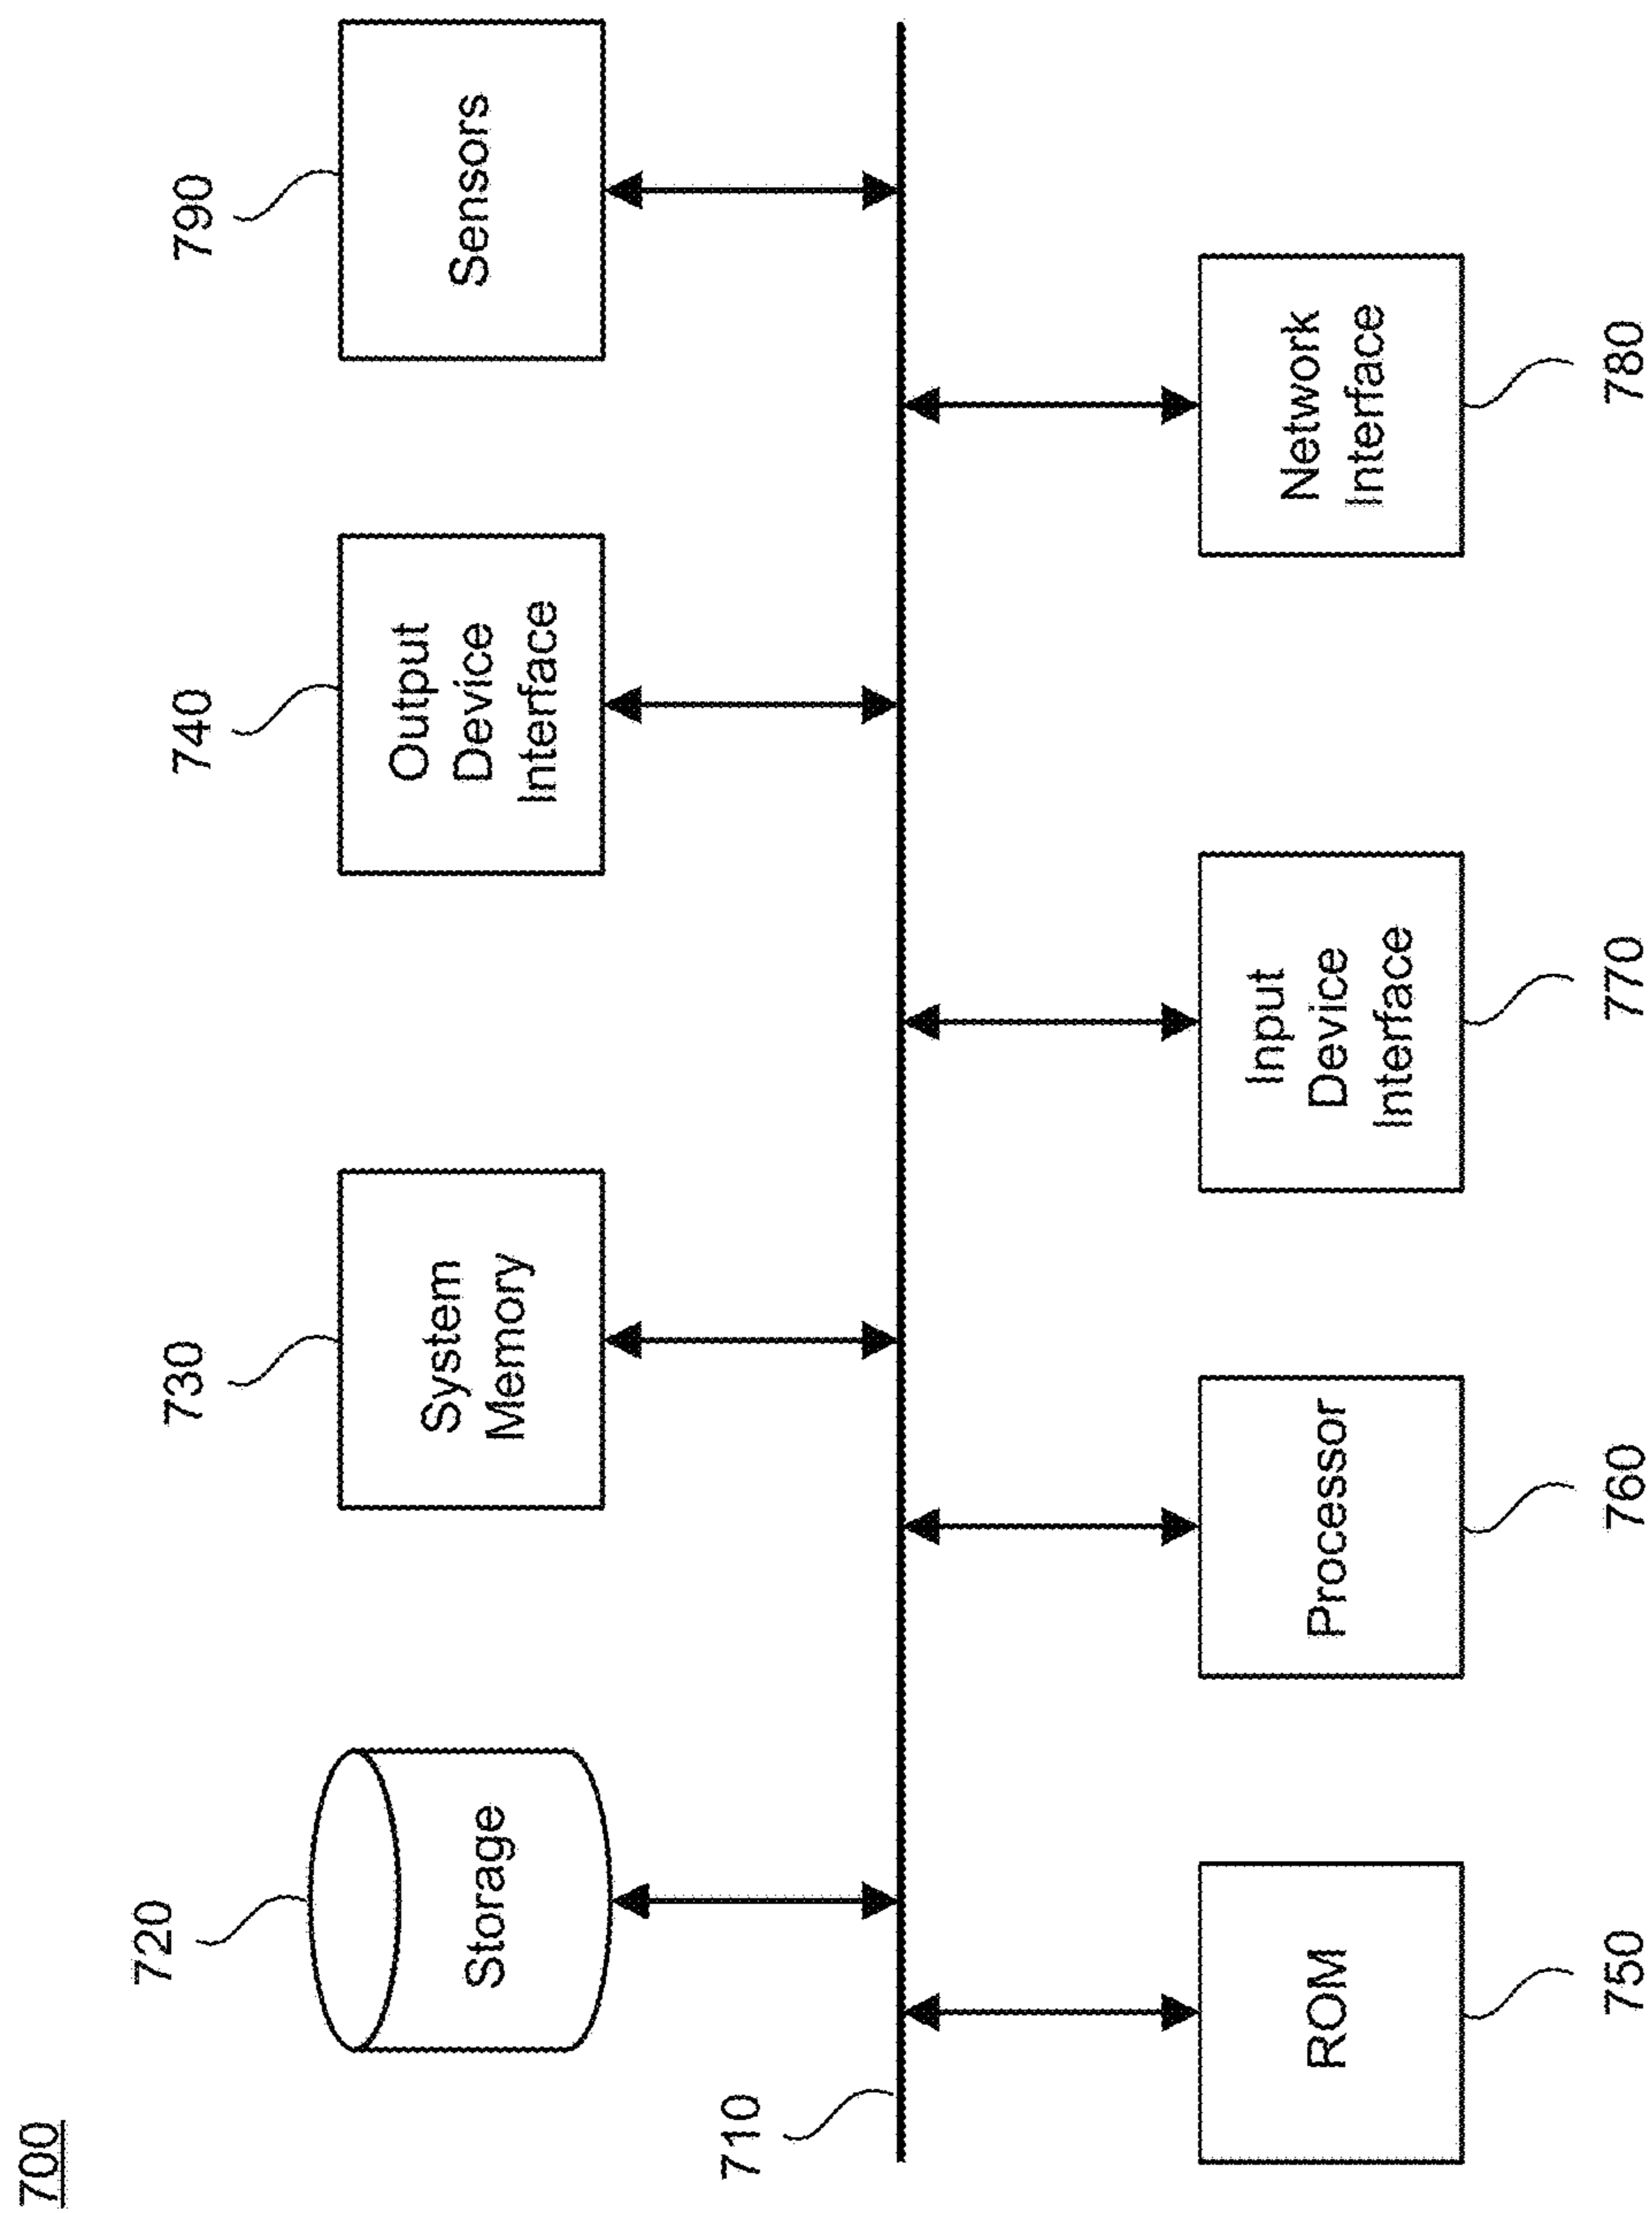 700
720
730
740
790
Storage
System
Memory
Output
Device
Interface
Sensors
710
ROM
Processor
Input
Device
Interface
Network
Interface
750
760
770
780